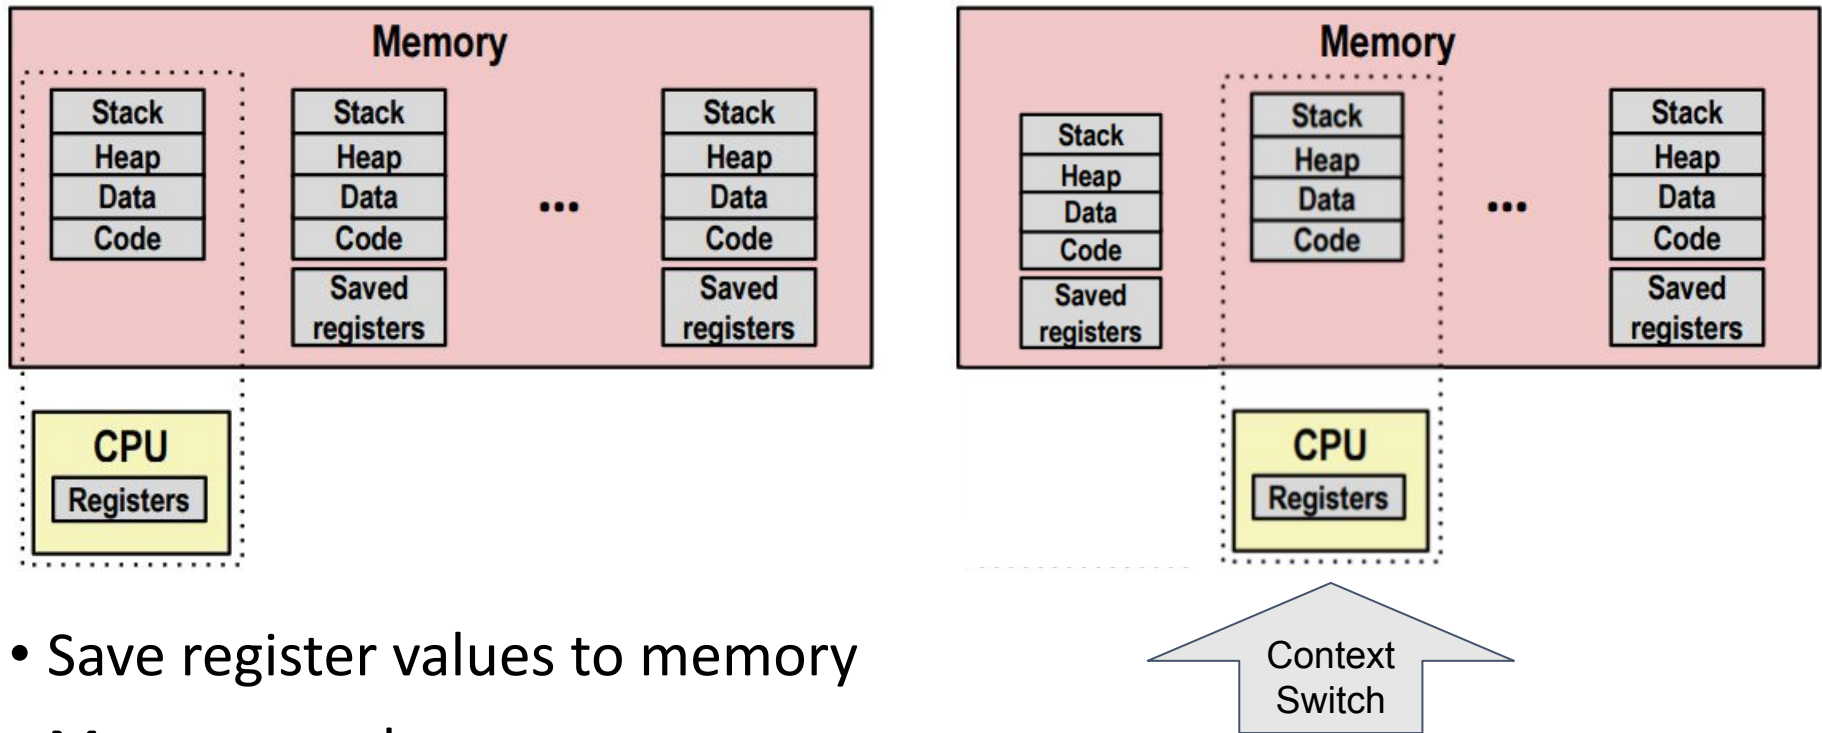 Memory
Stack
Heap
Data
Code
Stack
Heap
Data
Code
Saved
registers
...
Stack
Heap
Data
Code
Saved
registers
CPU
Registers
Memory
Stack
Heap
Data
Code
Saved
registers
Stack
Heap
Data
Code
...
Stack
Heap
Data
Code
Saved
registers
CPU
Registers
Context
Switch
• Save register values to memory